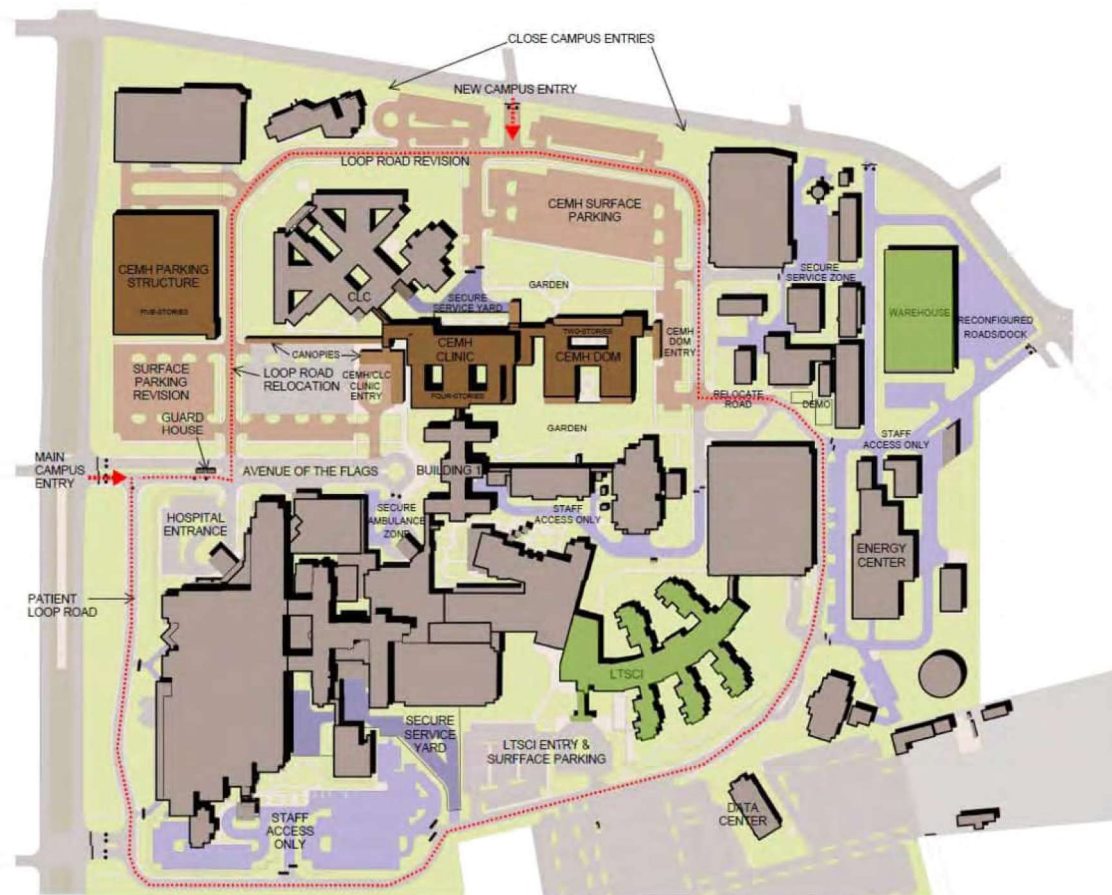 CLOSE CAMPUS ENTRIES
NEW CAMPUS ENTRY
LOOP ROAD REVISION
CEMH SURFACE
PARKING
CEMH PARKING
STRUCTURE
FIVE-STORIES
CLC
SECURE
SERVICE YARD
GARDEN
SECURE
SERVICE ZONE
WAREHOUSE
RECONFIGURED
ROADS/DOCK
CANOPIES
CEMH
CLINIC
FOUR-STORIES
TWO-STORIES
CEMH DOM
CEMH
DOM
ENTRY
SURFACE
PARKING
REVISION
LOOP ROAD
RELOCATION
CEMH/CLC
CLINIC
ENTRY
RELOCATE
ROAD
DEMO
GUARD
HOUSE
GARDEN
STAFF
ACCESS ONLY
MAIN
CAMPUS
ENTRY
AVENUE OF THE FLAGS
BUILDING 1
HOSPITAL
ENTRANCE
SECURE
AMBULANCE
ZONE
STAFF
ACCESS ONLY
ENERGY
CENTER
PATIENT
LOOP ROAD
LTSCI
SECURE
SERVICE
YARD
LTSCI ENTRY &
SURFFACE PARKING
DATA
CENTER
STAFF
ACCESS
ONLY